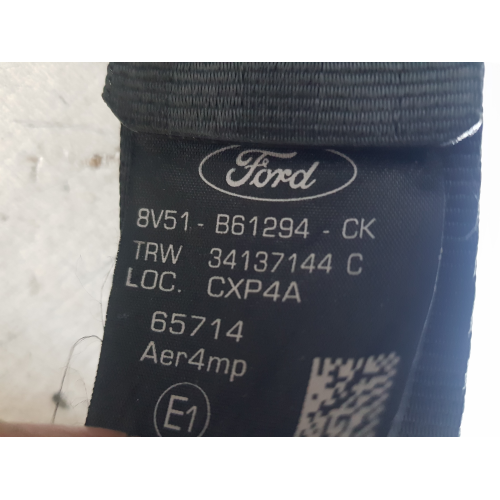 Ford
8V51 - B61294 - CK
TRW 34137144 C
LOC. CXP4A
65714
Aer4mp
E1